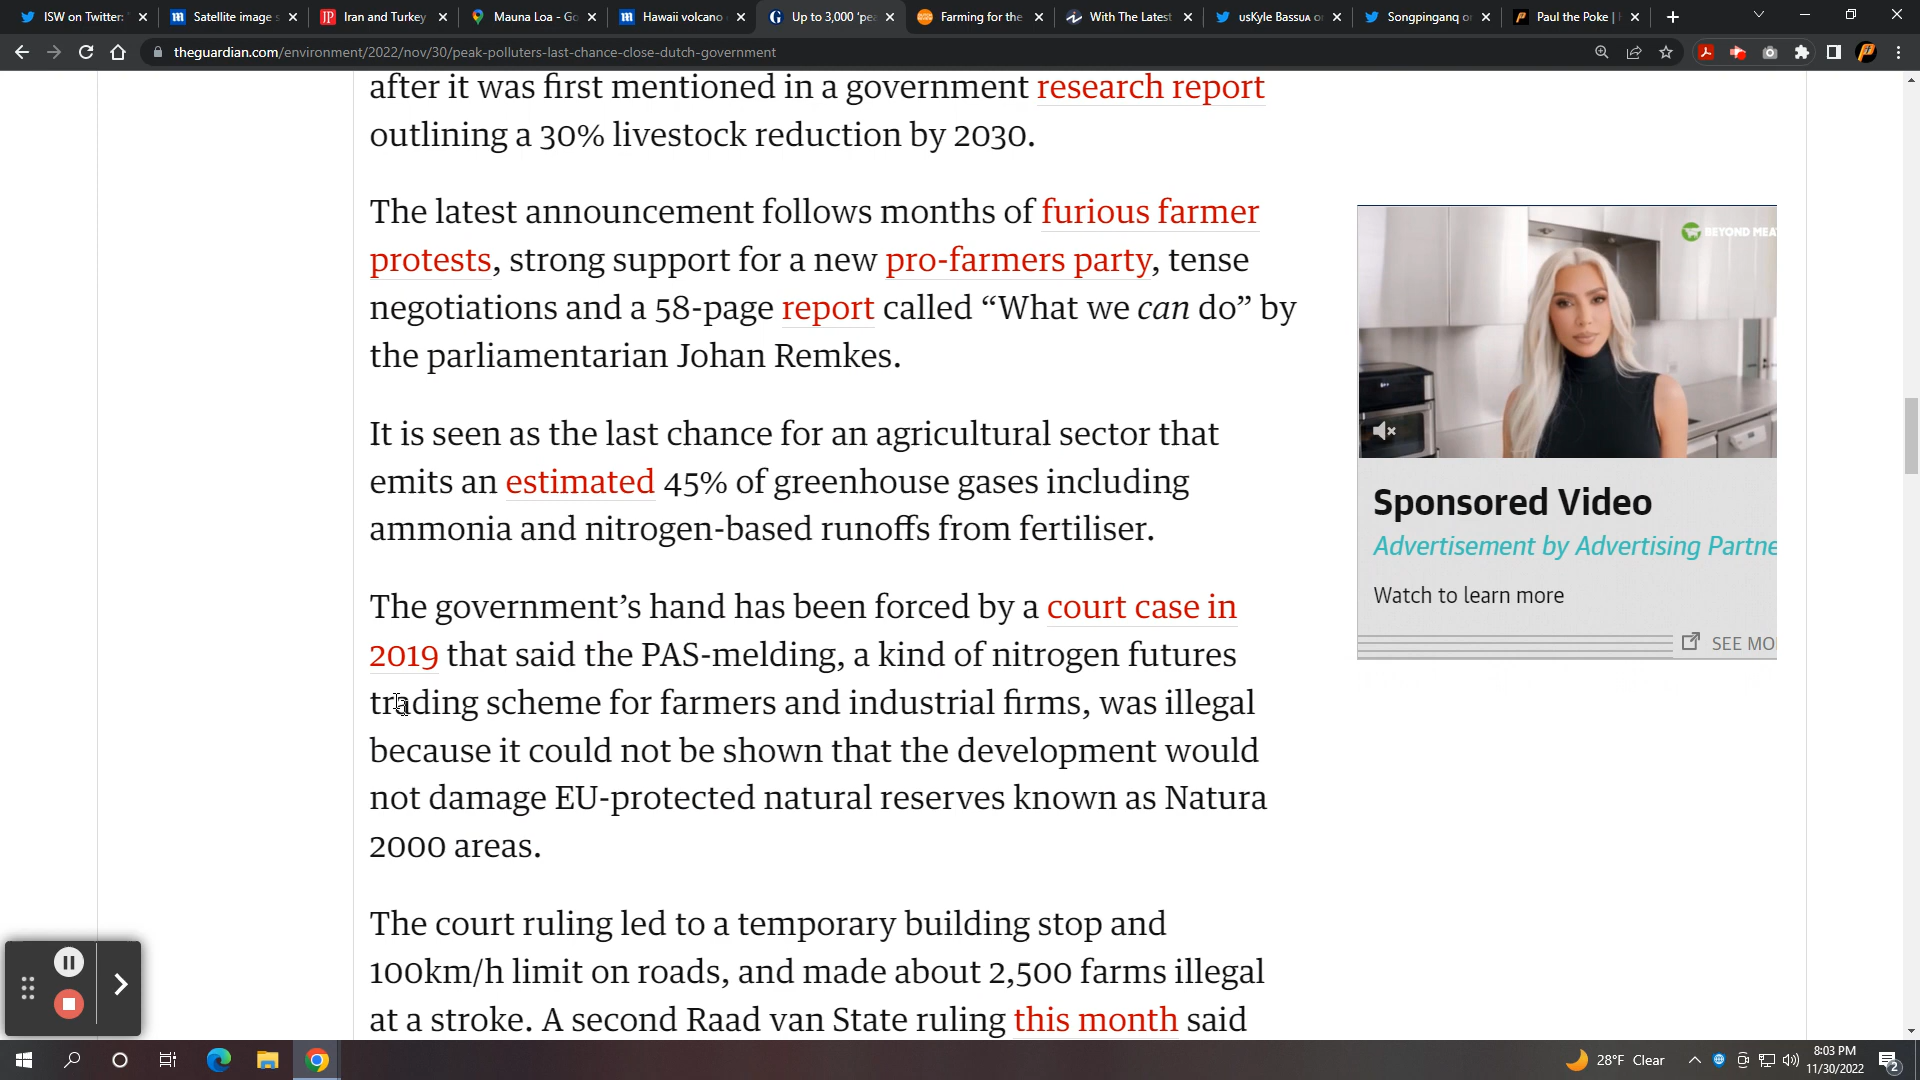 ISW on Twitter: '
Satellite image s
Iran and Turkey
Mauna Loa - Go
Hawaii volcano
Up to 3,000 'pe
Farming for the
With The Latest
Songpinganq o
Paul the Poke |
theguardian.com/environment/2022/nov/30/peak-polluters-last-chance-close-dutch-government
after it was first mentioned in a government research report
outlining a 30% livestock reduction by 2030.
The latest announcement follows months of furious farmer
protests, strong support for a new pro-farmers party, tense
negotiations and a 58-page report called “What we can do” by
the parliamentarian Johan Remkes.
It is seen as the last chance for an agricultural sector that
emits an estimated 45% of greenhouse gases including
ammonia and nitrogen-based runoffs from fertiliser.
The government’s hand has been forced by a court case in
2019 that said the PAS-melding, a kind of nitrogen futures
trading scheme for farmers and industrial firms, was illegal
because it could not be shown that the development would
not damage EU-protected natural reserves known as Natura
2000 areas.
The court ruling led to a temporary building stop and
100km/h limit on roads, and made about 2,500 farms illegal
at a stroke. A second Raad van State ruling this month said
BEYOND MEA
Sponsored Video
Advertisement by Advertising Partne
Watch to learn more
SEE MO
28°F Clear
8:03 PM
11/30/2022
2